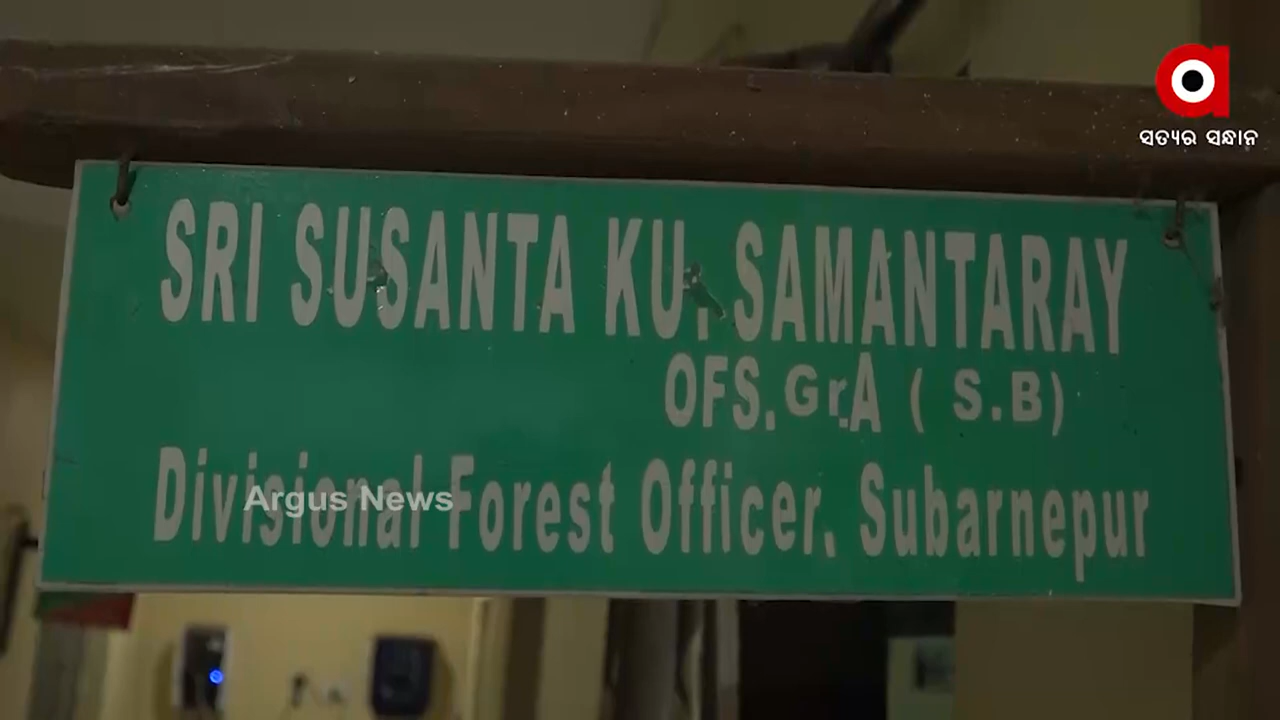 ସତ୍ୟର ସନ୍ଧାନ
SRI SUSANTA KU. SAMANTARAY
OFS.Gr.A ( S.B)
Divisional Forest Officer. Subarnepur
Argus News